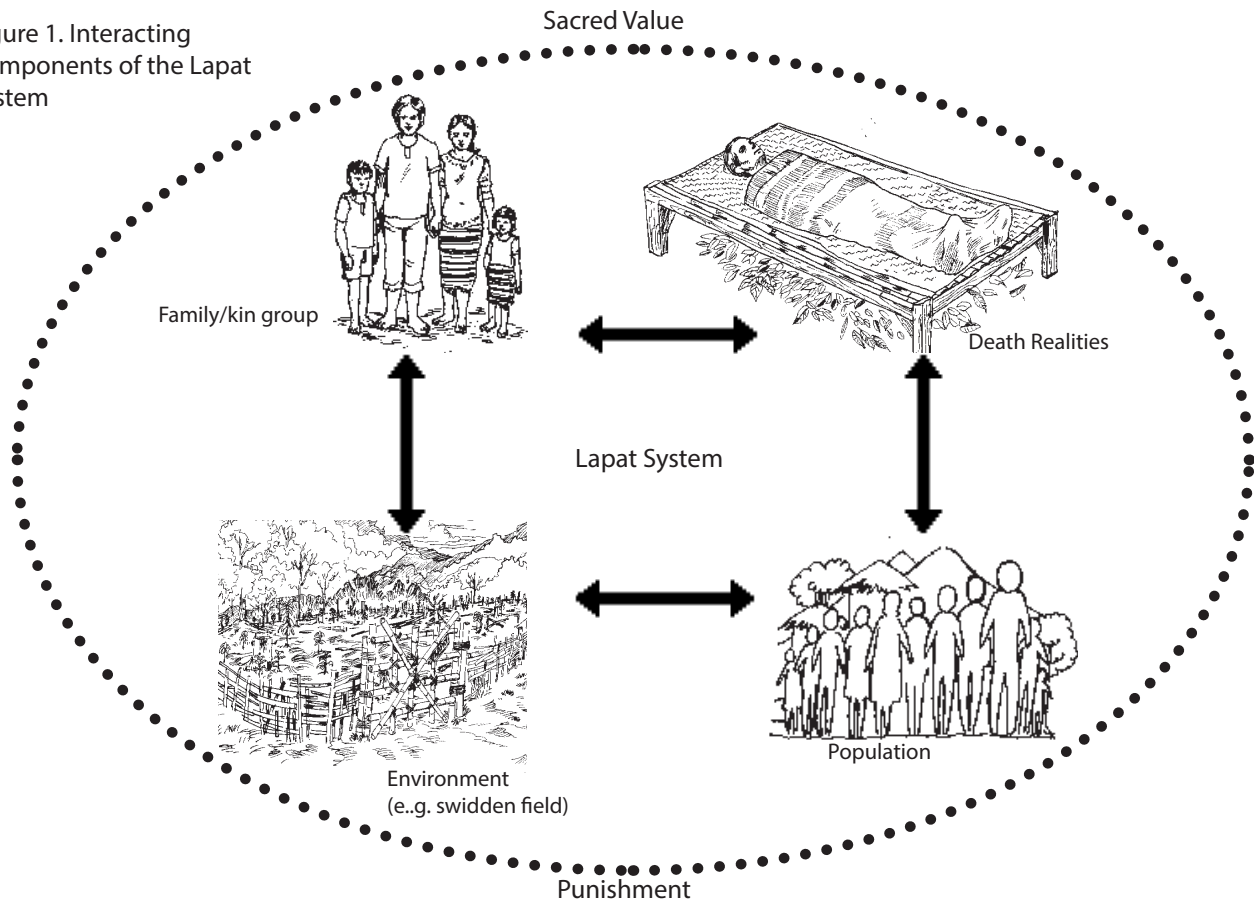 gure 1. Interacting
mponents of the Lapat
stem
Sacred Value
Family/kin group
Death Realities
Lapat System
Environment
(e..g. swidden field)
Population
Punishment